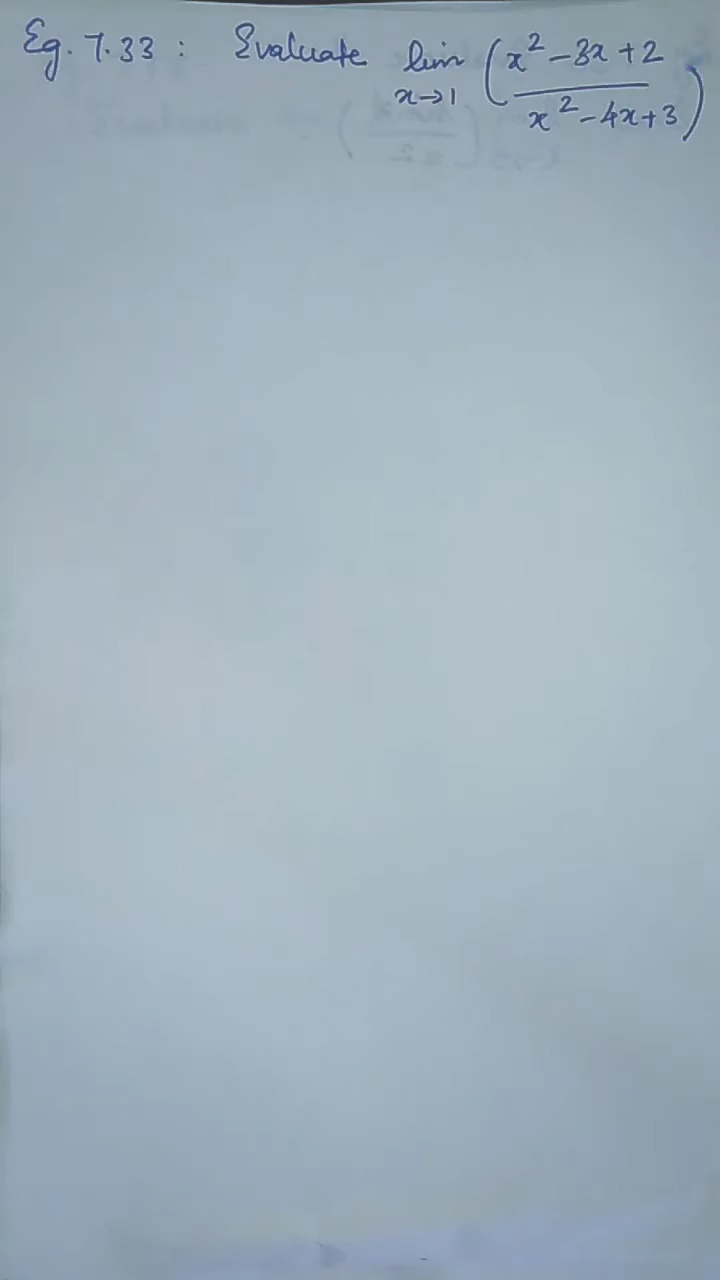 Eg. 7.33 : Evaluate lim x→1 (x² - 3x + 2 / x² - 4x + 3)